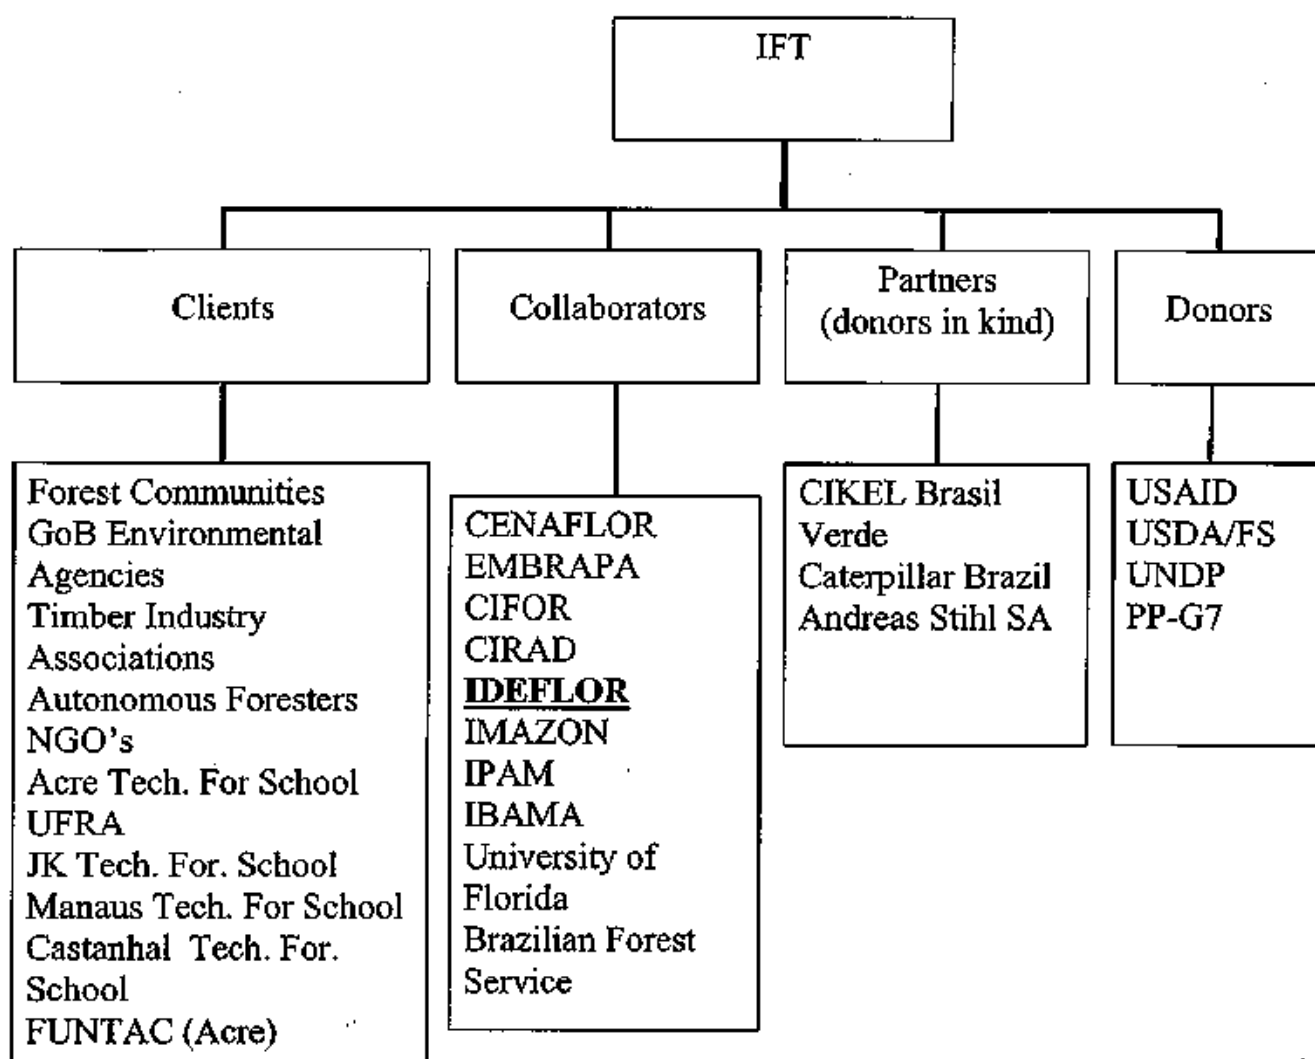 IFT
Clients
Collaborators
Partners
(donors in kind)
Donors
Forest Communities
GoB Environmental
Agencies
Timber Industry
Associations
Autonomous Foresters
NGO's
Acre Tech. For School
UFRA
JK Tech. For. School
Manaus Tech. For School
Castanhal Tech. For.
School
FUNTAC (Acre)
CENAFLOR
EMBRAPA
CIFOR
CIRAD
IDEFLOR
IMAZON
IPAM
IBAMA
University of
Florida
Brazilian Forest
Service
CIKEL Brasil
Verde
Caterpillar Brazil
Andreas Stihl SA
USAID
USDA/FS
UNDP
PP-G7